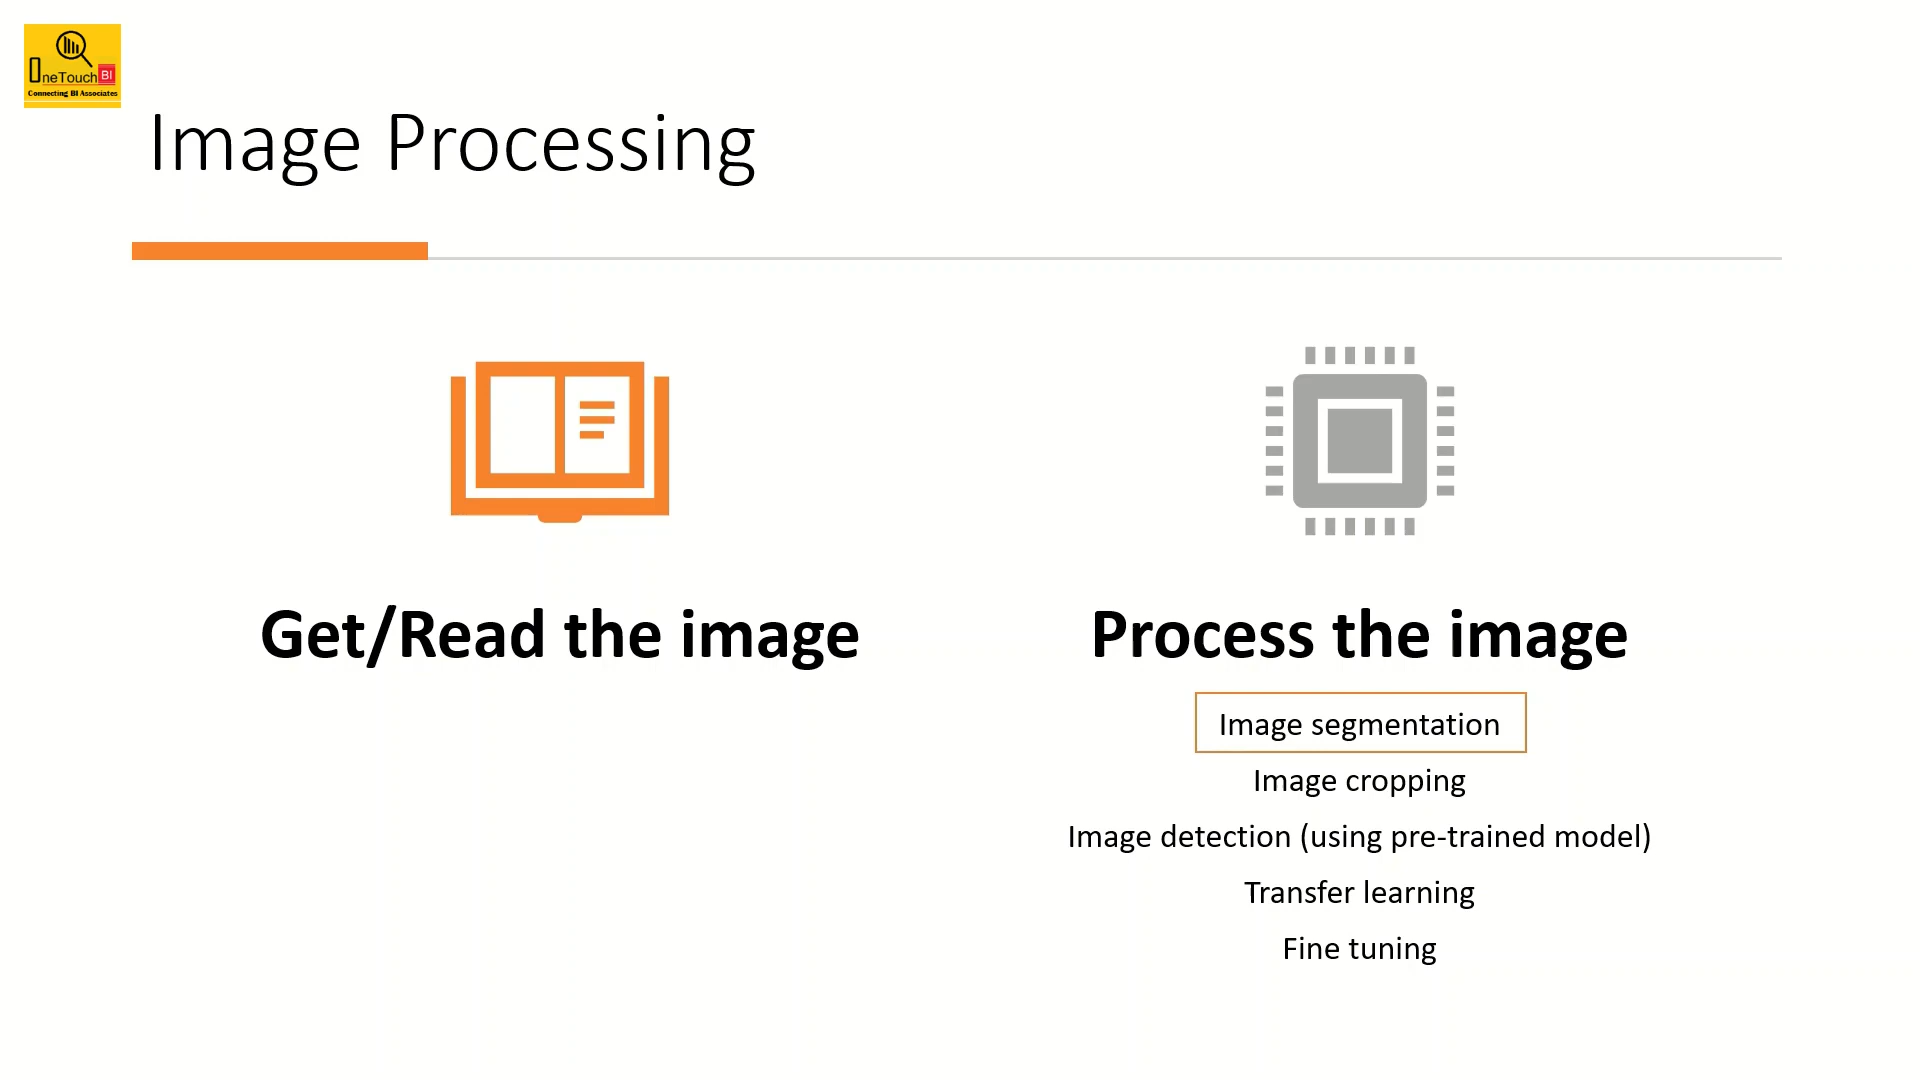 OneTouch BI
Connecting BI Associates
Image Processing
Get/Read the image
Process the image
Image segmentation
Image cropping
Image detection (using pre-trained model)
Transfer learning
Fine tuning